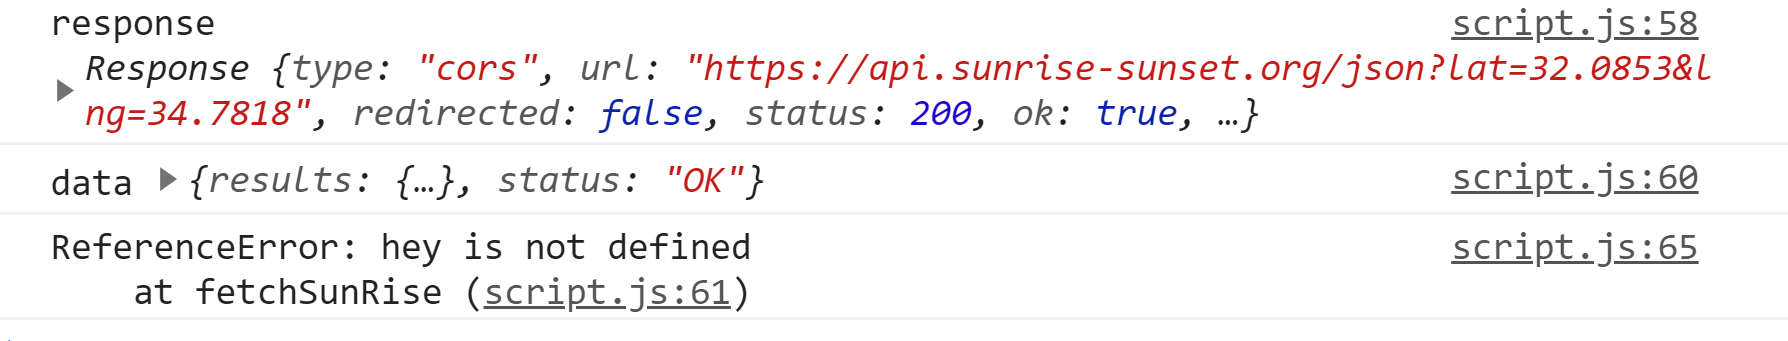 response script.js:58
Response {type: "cors", url: "https://api.sunrise-sunset.org/json?lat=32.0853&l
ng=34.7818", redirected: false, status: 200, ok: true, …}
data {results: {…}, status: "OK"} script.js:60
ReferenceError: hey is not defined script.js:65
at fetchSunRise (script.js:61)